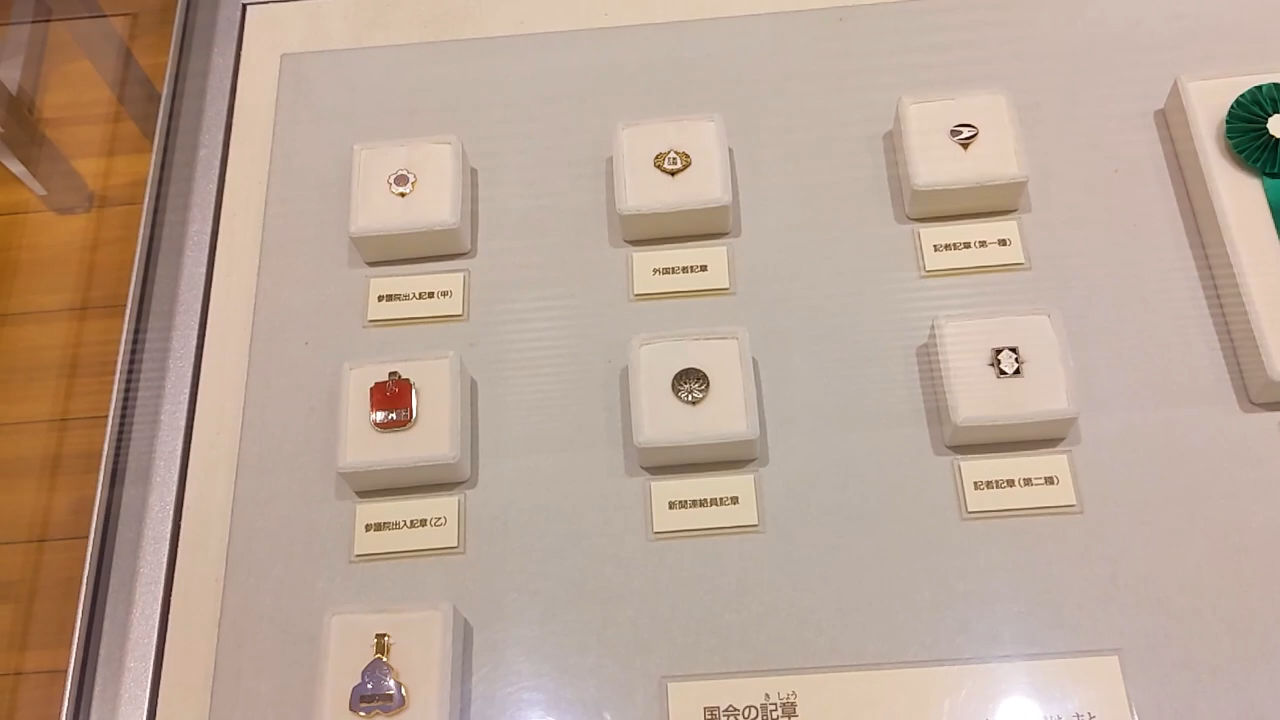 参議院出入記章(甲)
外国記者記章
記者記章(第一種)
参議院出入記章(乙)
新聞連絡員記章
記者記章(第二種)
き しょう
国会の記章